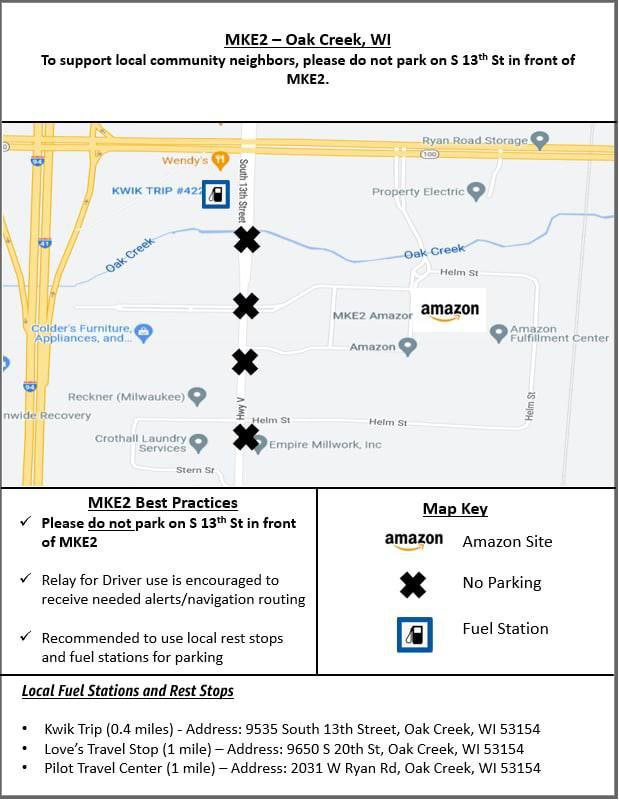 MKE2 – Oak Creek, WI
To support local community neighbors, please do not park on S 13th St in front of
MKE2.
Ryan Road Storage
94
100
Wendy's
KWIK TRIP #422
South 13th Street
Property Electric
Oak Creek
Oak Creek
41
Helm St
MKE2 Amazor
amazon
Colder's Furniture,
Appliances, and...
Amazon
Amazon
Fulfillment Center
94
Reckner (Milwaukee)
Hwy V
Helm St
nwide Recovery
Helm St
Helm St
Crothall Laundry
Services
Empire Millwork, Inc
Stern St
MKE2 Best Practices
✓ Please do not park on S 13th St in front
of MKE2
✓ Relay for Driver use is encouraged to
receive needed alerts/navigation routing
✓ Recommended to use local rest stops
and fuel stations for parking
Map Key
amazon Amazon Site
No Parking
Fuel Station
Local Fuel Stations and Rest Stops
• Kwik Trip (0.4 miles) - Address: 9535 South 13th Street, Oak Creek, WI 53154
• Love's Travel Stop (1 mile) – Address: 9650 S 20th St, Oak Creek, WI 53154
• Pilot Travel Center (1 mile) – Address: 2031 W Ryan Rd, Oak Creek, WI 53154